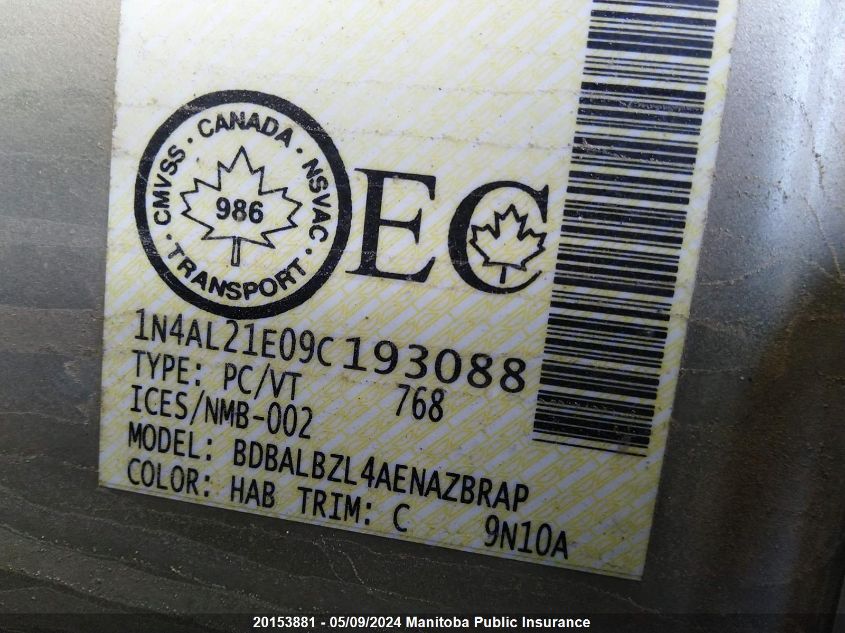 CMVSS · CANADA · NSVAC · TRANSPORT ·
986
EC
1N4AL21E09C193088
TYPE: PC/VT 768
ICES/NMB-002
MODEL: BDBALBZL4AENAZBRAP
COLOR: HAB TRIM: C 9N10A
20153881 - 05/09/2024 Manitoba Public Insurance